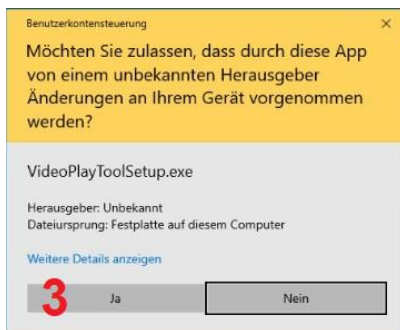 Benutzerkontensteuerung
Möchten Sie zulassen, dass durch diese App
von einem unbekannten Herausgeber
Änderungen an Ihrem Gerät vorgenommen
werden?
VideoPlayToolSetup.exe
Herausgeber: Unbekannt
Dateiursprung: Festplatte auf diesem Computer
Weitere Details anzeigen
3 Ja Nein